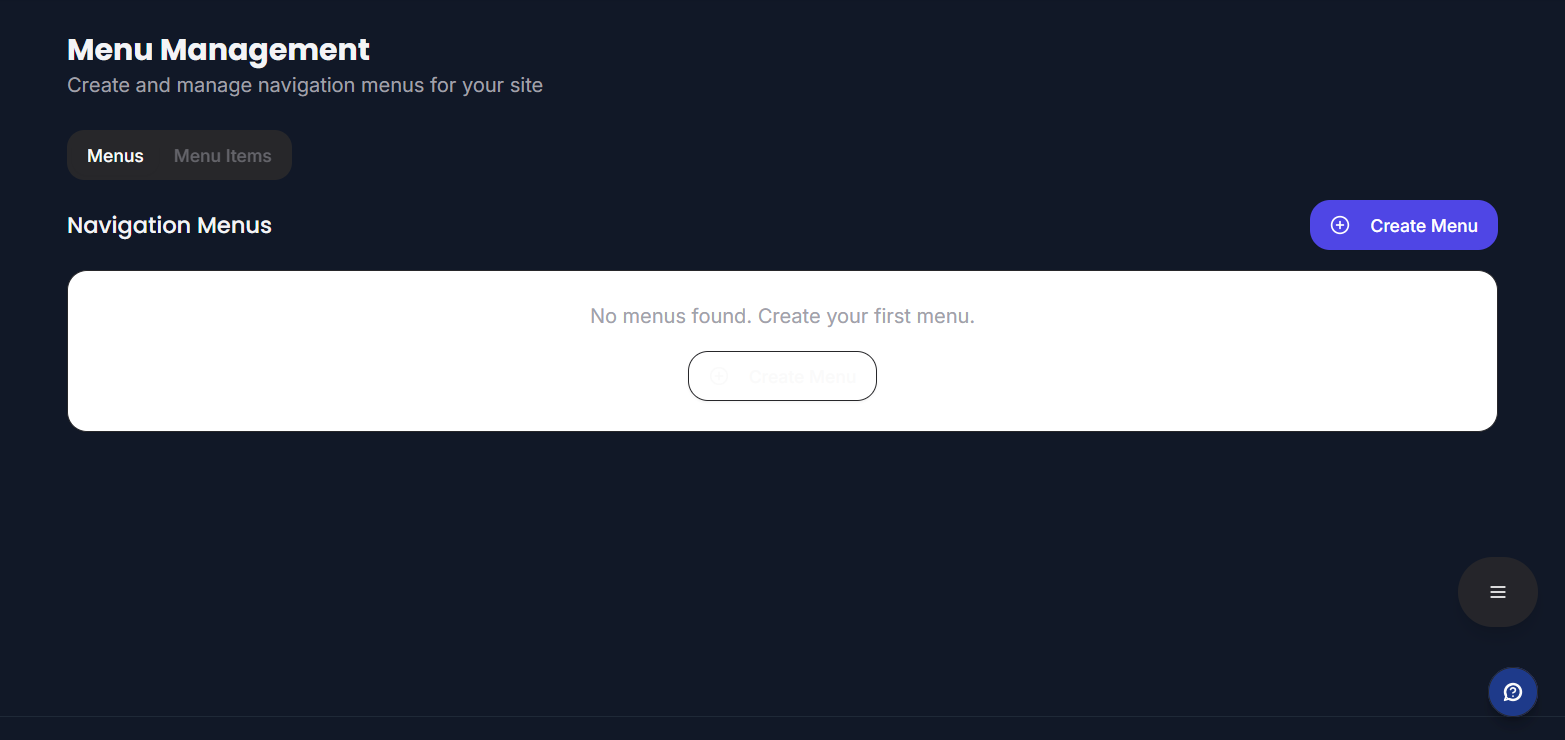 Menu Management
Create and manage navigation menus for your site
Menus Menu Items
Navigation Menus
Create Menu
No menus found. Create your first menu.
Create Menu